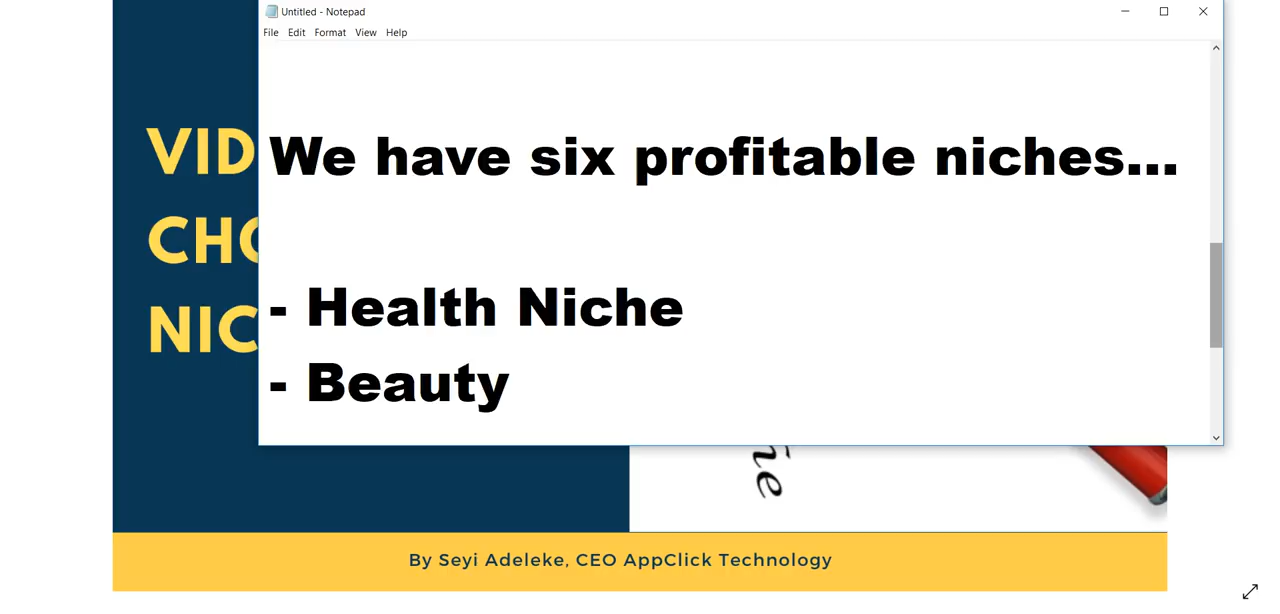 Untitled - Notepad
File Edit Format View Help
We have six profitable niches...
- Health Niche
- Beauty
VID
CHO
NIC
By Seyi Adeleke, CEO AppClick Technology